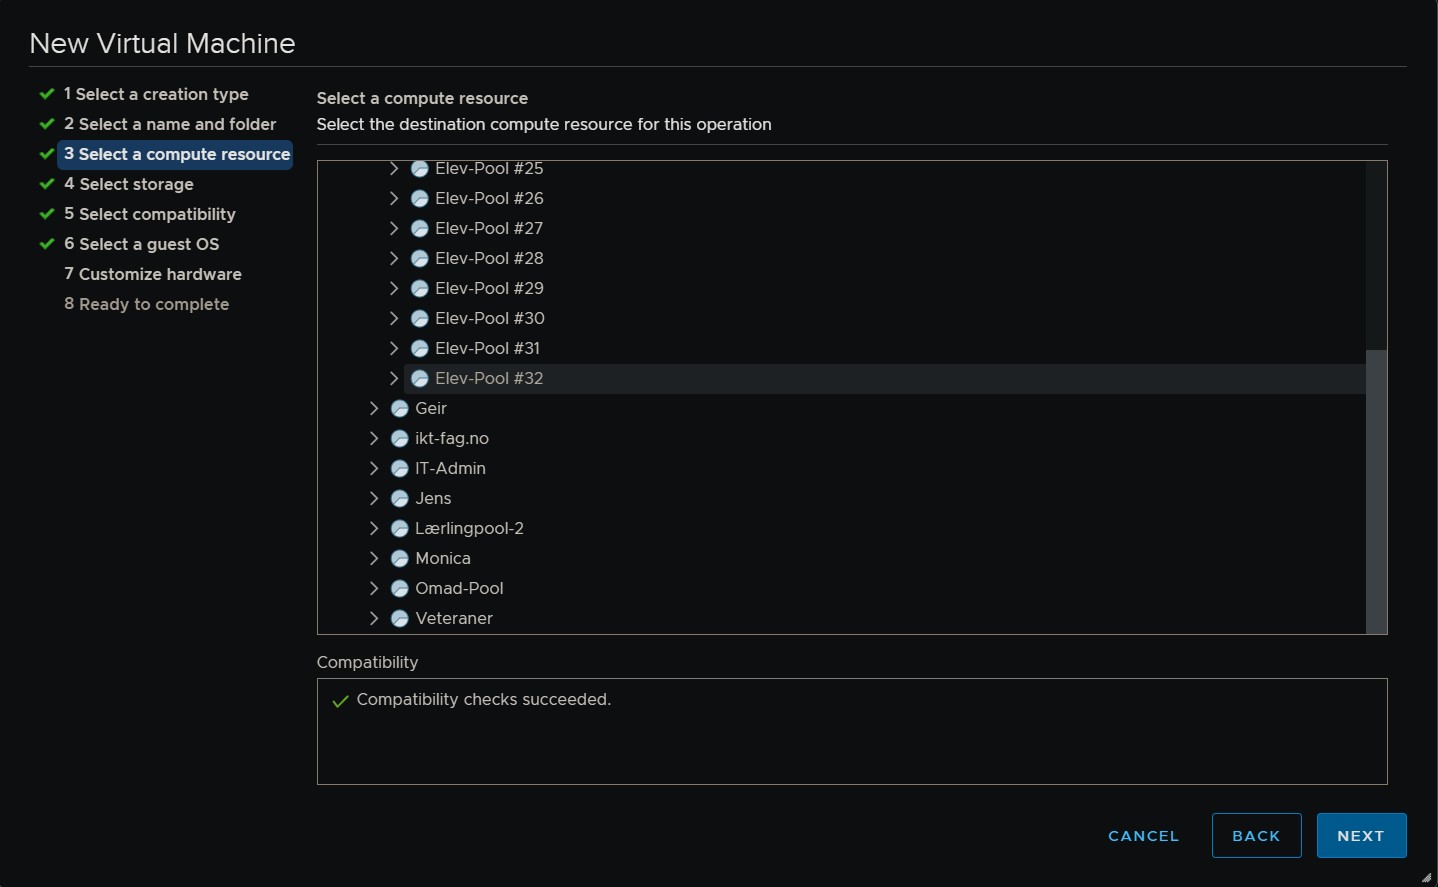 New Virtual Machine
1 Select a creation type
2 Select a name and folder
3 Select a compute resource
4 Select storage
5 Select compatibility
6 Select a guest OS
7 Customize hardware
8 Ready to complete
Select a compute resource
Select the destination compute resource for this operation
Elev-Pool #25
Elev-Pool #26
Elev-Pool #27
Elev-Pool #28
Elev-Pool #29
Elev-Pool #30
Elev-Pool #31
Elev-Pool #32
Geir
ikt-fag.no
IT-Admin
Jens
Lærlingpool-2
Monica
Omad-Pool
Veteraner
Compatibility
Compatibility checks succeeded.
CANCEL
BACK
NEXT